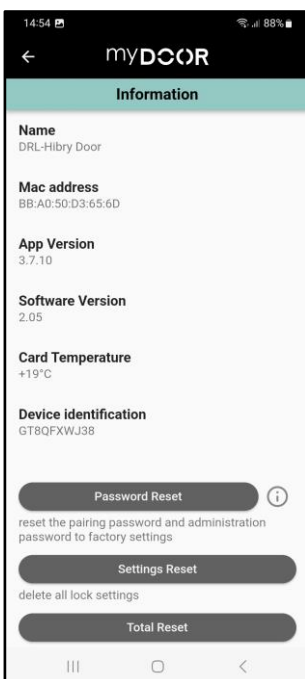 14:54 88%
myDOOR
Information
Name
DRL-Hibry Door
Mac address
BB:A0:50:D3:65:6D
App Version
3.7.10
Software Version
2.05
Card Temperature
+19°C
Device identification
GT8QFXWJ38
Password Reset
reset the pairing password and administration
password to factory settings
Settings Reset
delete all lock settings
Total Reset